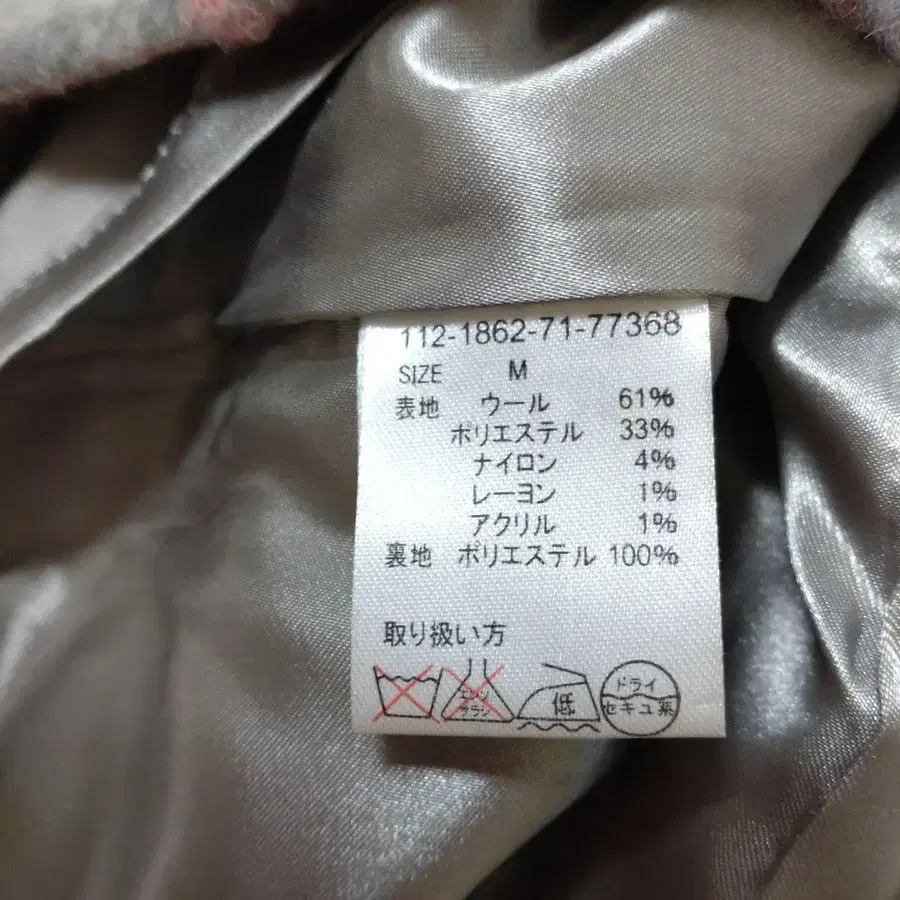 112-1862-71-77368
SIZE M
表地 ウール 61%
ポリエステル 33%
ナイロン 4%
レーヨン 1%
アクリル 1%
裏地 ポリエステル 100%
取り扱い方
エンソ
サラシ
低
ドライ
セキユ系